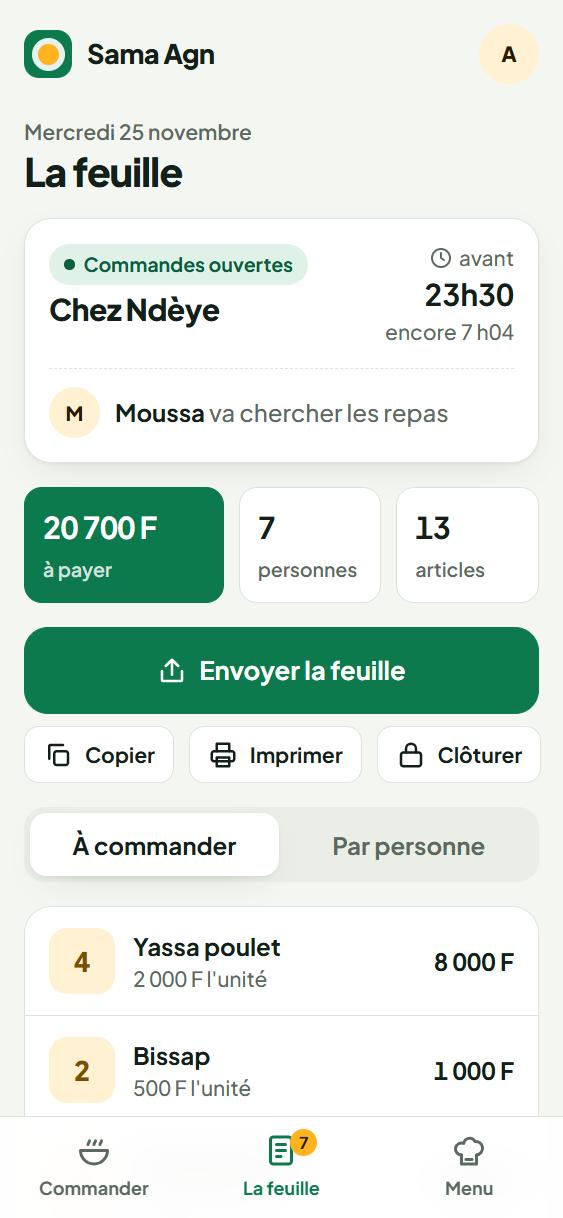 Sama Agn
A
Mercredi 25 novembre
La feuille
Commandes ouvertes
avant
Chez Ndèye
23h30
encore 7 h04
M
Moussa va chercher les repas
20 700 F
à payer
7
personnes
13
articles
Envoyer la feuille
Copier
Imprimer
Clôturer
À commander
Par personne
4
Yassa poulet
2 000 F l'unité
8 000 F
2
Bissap
500 F l'unité
1 000 F
7
Commander
La feuille
Menu